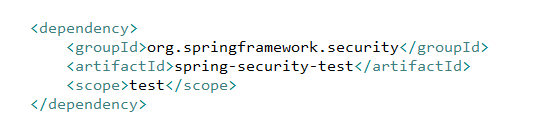 <dependency>
    <groupId>org.springframework.security</groupId>
    <artifactId>spring-security-test</artifactId>
    <scope>test</scope>
</dependency>